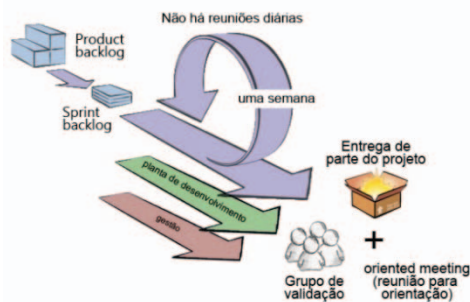 Não há reuniões diárias
Product
backlog
Sprint
backlog
uma semana
Entrega de
parte do projeto
planta de desenvolvimento
gestão
+
Grupo de
validação
oriented meeting
(reunião para
orientação)